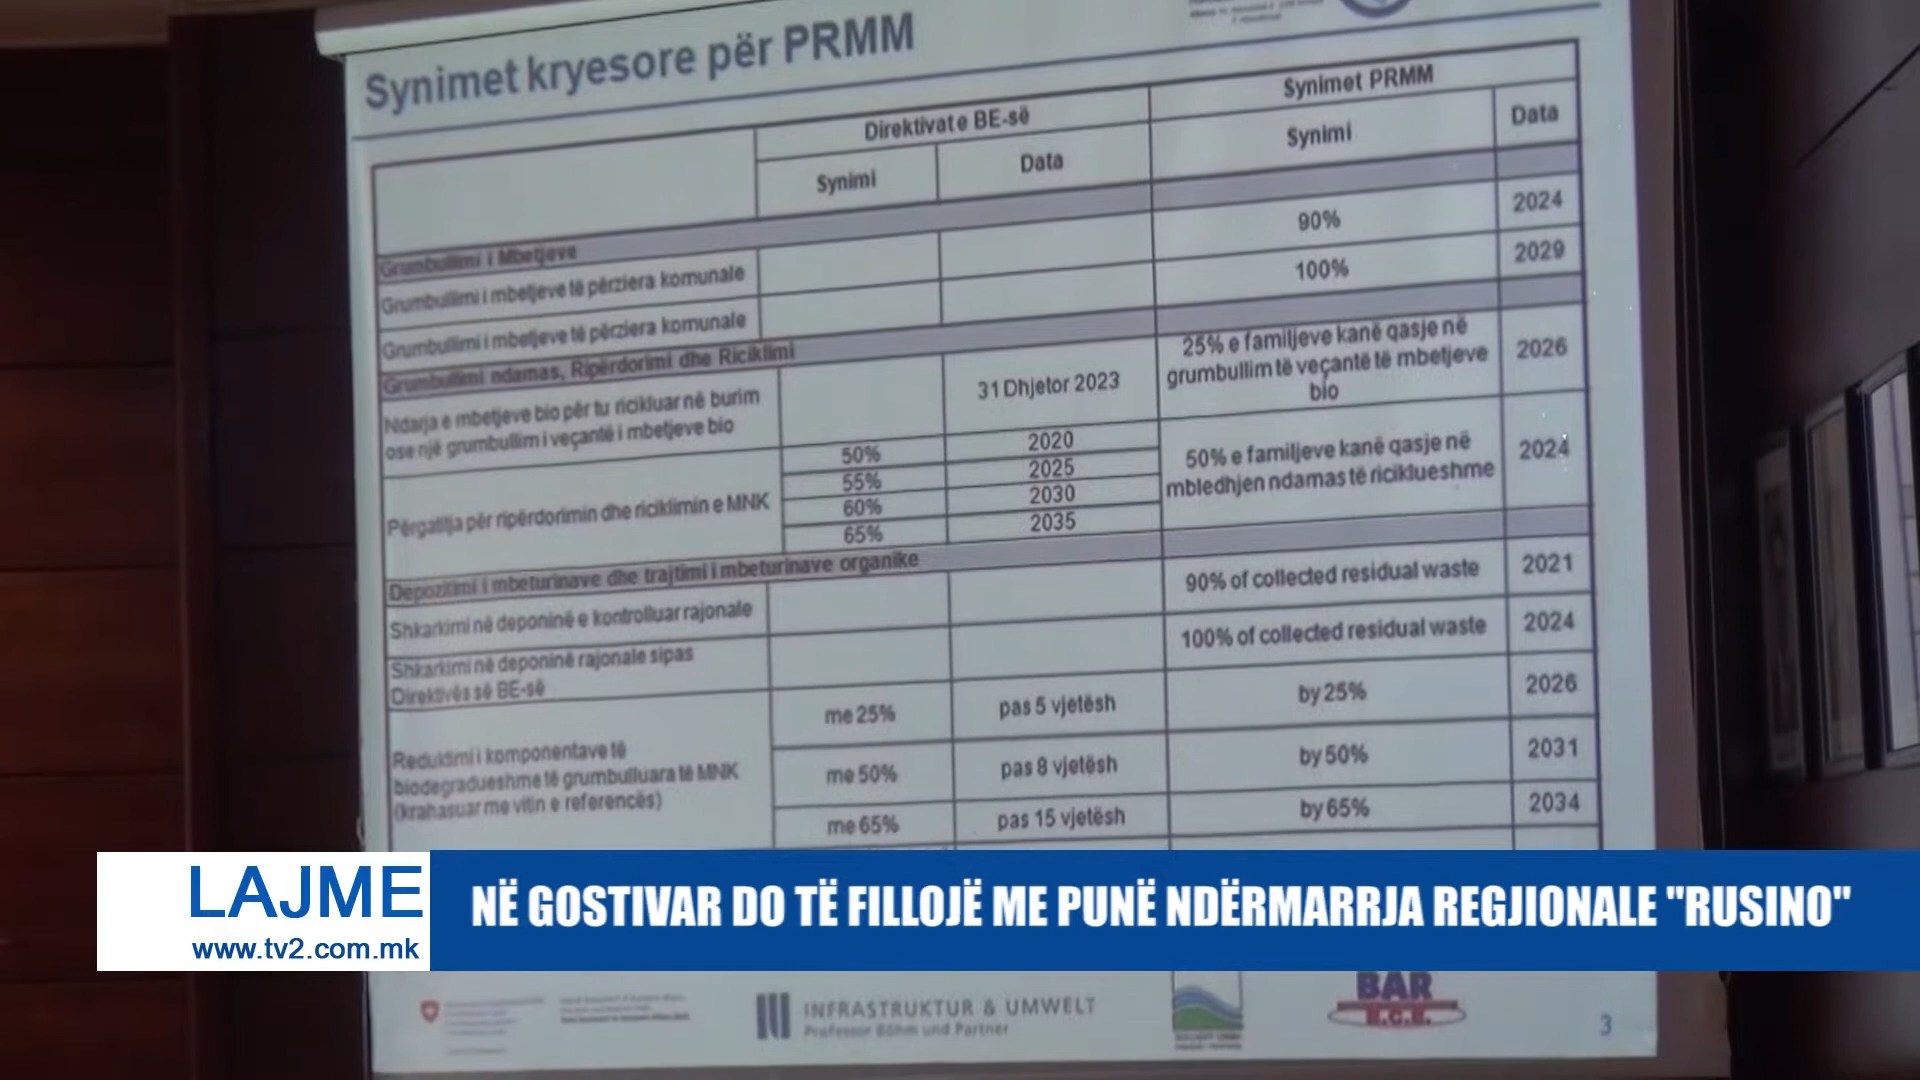 Synimet kryesore për PRMM
Direktivat e BE-së
Synimet PRMM
Synimi
Data
Synimi
Data
Grumbullimi i Mbetjeve
Grumbullimi i mbetjeve të përziera komunale
90%
2024
Grumbullimi i mbetjeve të përziera komunale
100%
2029
Grumbullimi ndamas, Ripërdorimi dhe Riciklimi
Ndarja e mbetjeve bio për tu ricikluar në burim
ose një grumbullim i veçantë i mbetjeve bio
31 Dhjetor 2023
25% e familjeve kanë qasje në
grumbullim të veçantë të mbetjeve
bio
2026
Përgatitja për ripërdorimin dhe riciklimin e MNK
50%
2020
55%
2025
60%
2030
65%
2035
50% e familjeve kanë qasje në
mbledhjen ndamas të riciklueshme
2024
Depozitimi i mbeturinave dhe trajtimi i mbeturinave organike
Shkarkimi në deponinë e kontrolluar rajonale
90% of collected residual waste
2021
Shkarkimi në deponinë rajonale sipas
Direktivës së BE-së
100% of collected residual waste
2024
Reduktimi i komponentave të
biodegradueshme të grumbulluara të MNK
(krahasuar me vitin e referencës)
me 25%
pas 5 vjetësh
by 25%
2026
me 50%
pas 8 vjetësh
by 50%
2031
me 65%
pas 15 vjetësh
by 65%
2034
LAJME
www.tv2.com.mk
NË GOSTIVAR DO TË FILLOJË ME PUNË NDËRMARRJA REGJIONALE "RUSINO"
INFRASTRUKTUR & UMWELT
Professor Böhm und Partner
BAR
E.C.E.
3